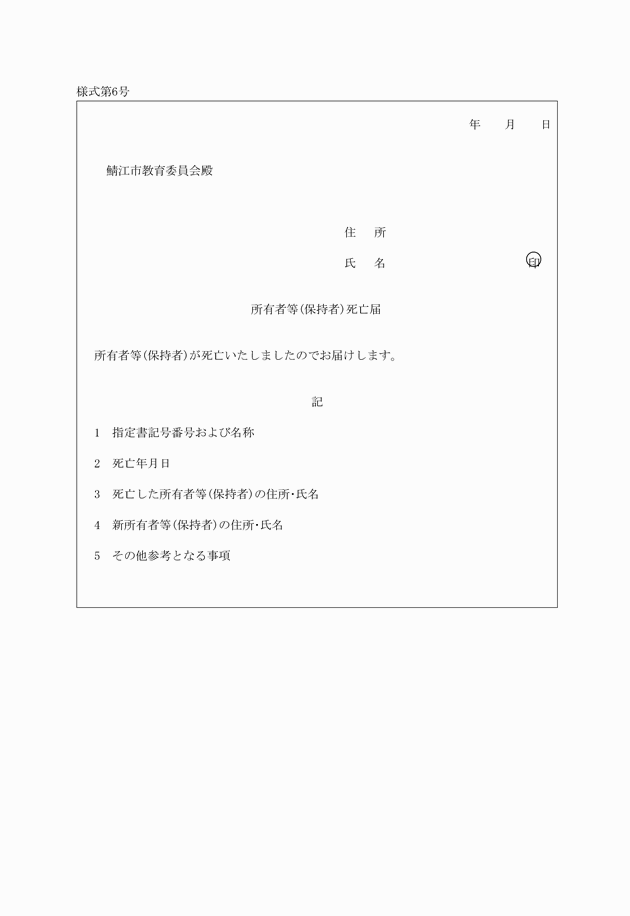 様式第6号
年　　月　　日
鯖江市教育委員会殿
住　所
氏　名　　　　　　　　㊞
所有者等(保持者)死亡届
所有者等(保持者)が死亡いたしましたのでお届けします。
記
1　指定書記号番号および名称
2　死亡年月日
3　死亡した所有者等(保持者)の住所・氏名
4　新所有者等(保持者)の住所・氏名
5　その他参考となる事項